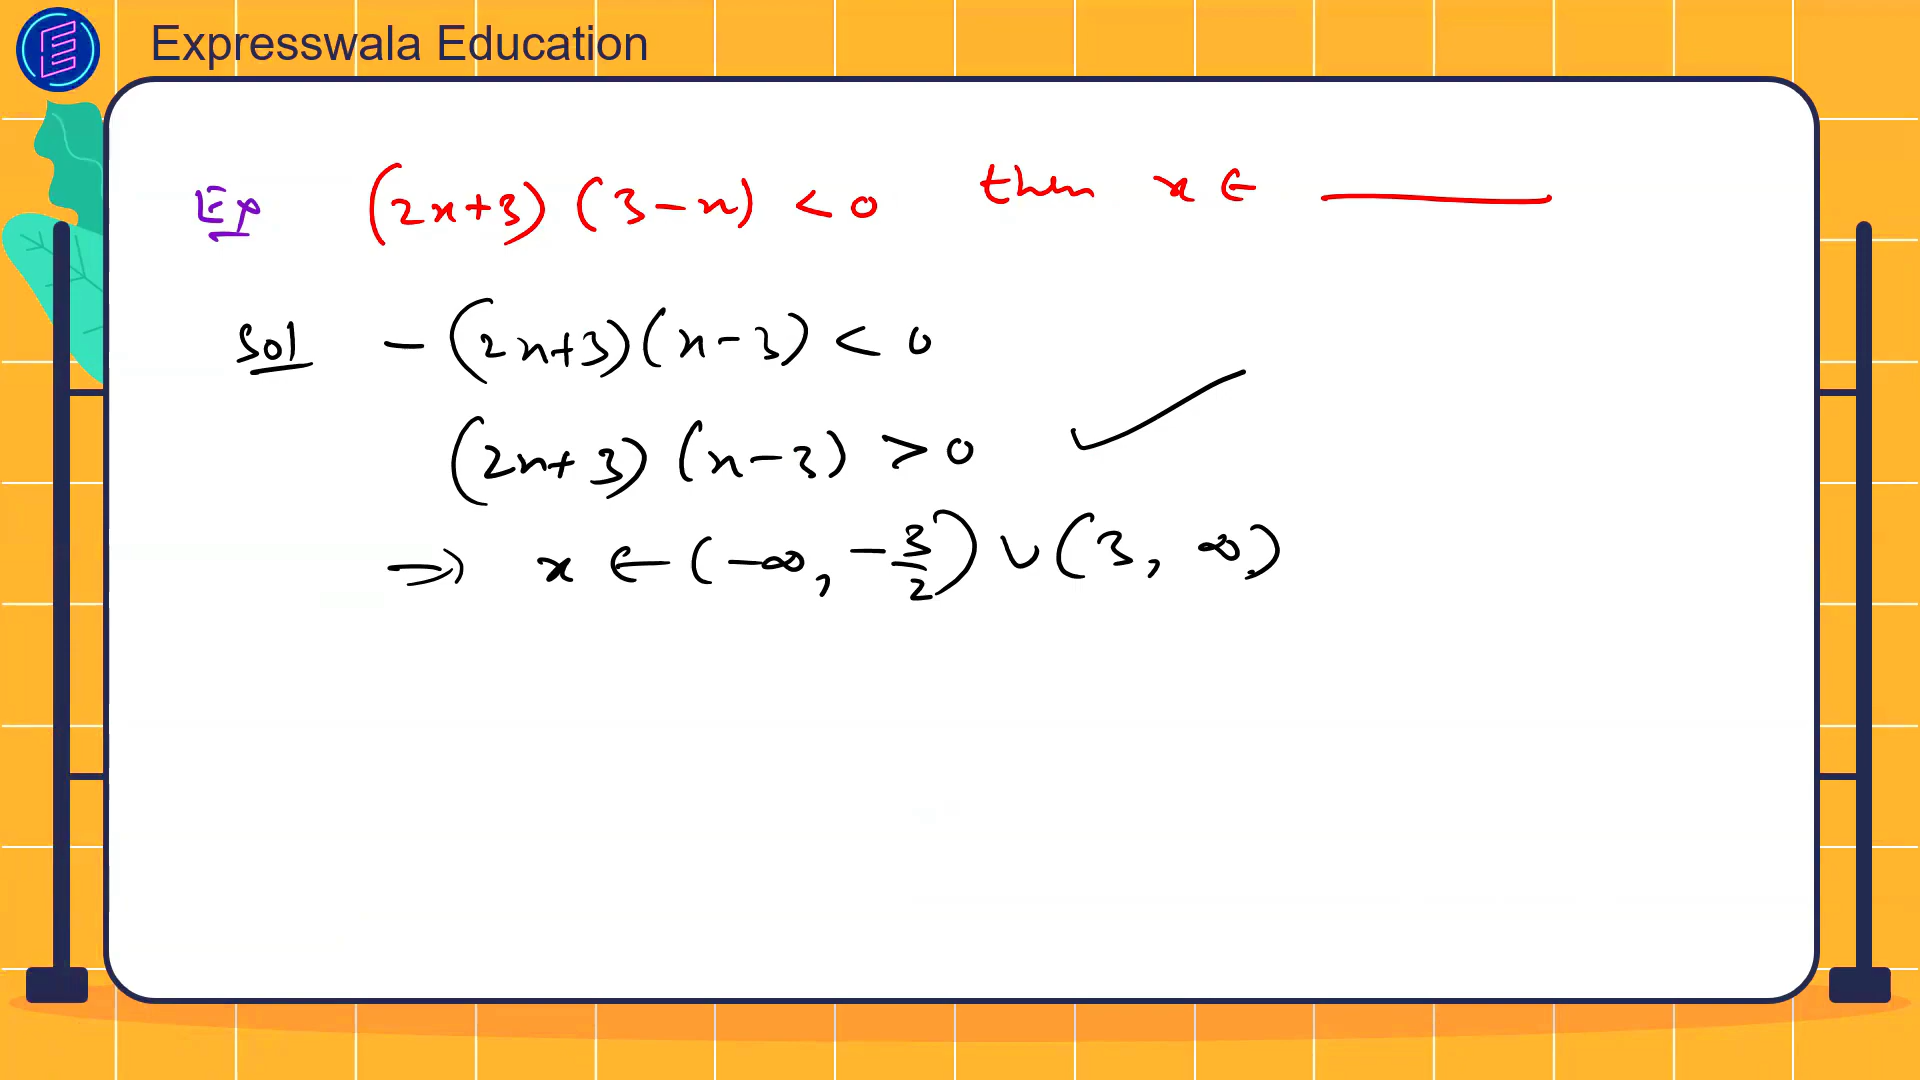 Expresswala Education
Ex (2x+3)(3-x) < 0 then x ∈ ______
Sol -(2x+3)(x-3) < 0
(2x+3)(x-3) > 0 ✓
⇒ x ∈ (-∞, -3/2) ∪ (3, ∞)